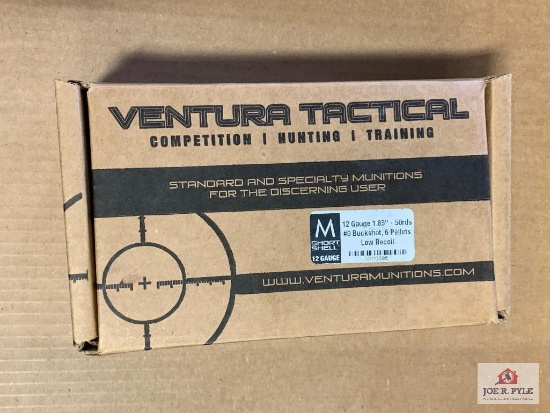 VENTURA TACTICAL
COMPETITION | HUNTING | TRAINING
STANDARD AND SPECIALTY MUNITIONS
FOR THE DISCERNING USER
M
SHORT
SHELL
12 GAUGE
12 Gauge 1.85" - 50rds
#0 Buckshot, 6 Pellets
Low Recoil
WWW.VENTURAMUNITIONS.COM
JOE R. PYLE